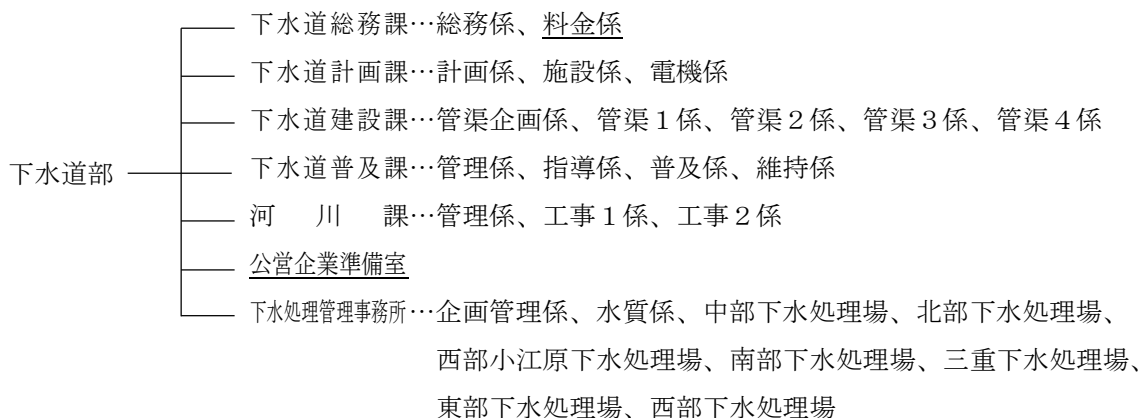 下水道総務課…総務係、料金係
下水道計画課…計画係、施設係、電機係
下水道建設課…管渠企画係、管渠１係、管渠２係、管渠３係、管渠４係
下水道部
下水道普及課…管理係、指導係、普及係、維持係
河川課…管理係、工事１係、工事２係
公営企業準備室
下水処理管理事務所…企画管理係、水質係、中部下水処理場、北部下水処理場、
西部小江原下水処理場、南部下水処理場、三重下水処理場、
東部下水処理場、西部下水処理場